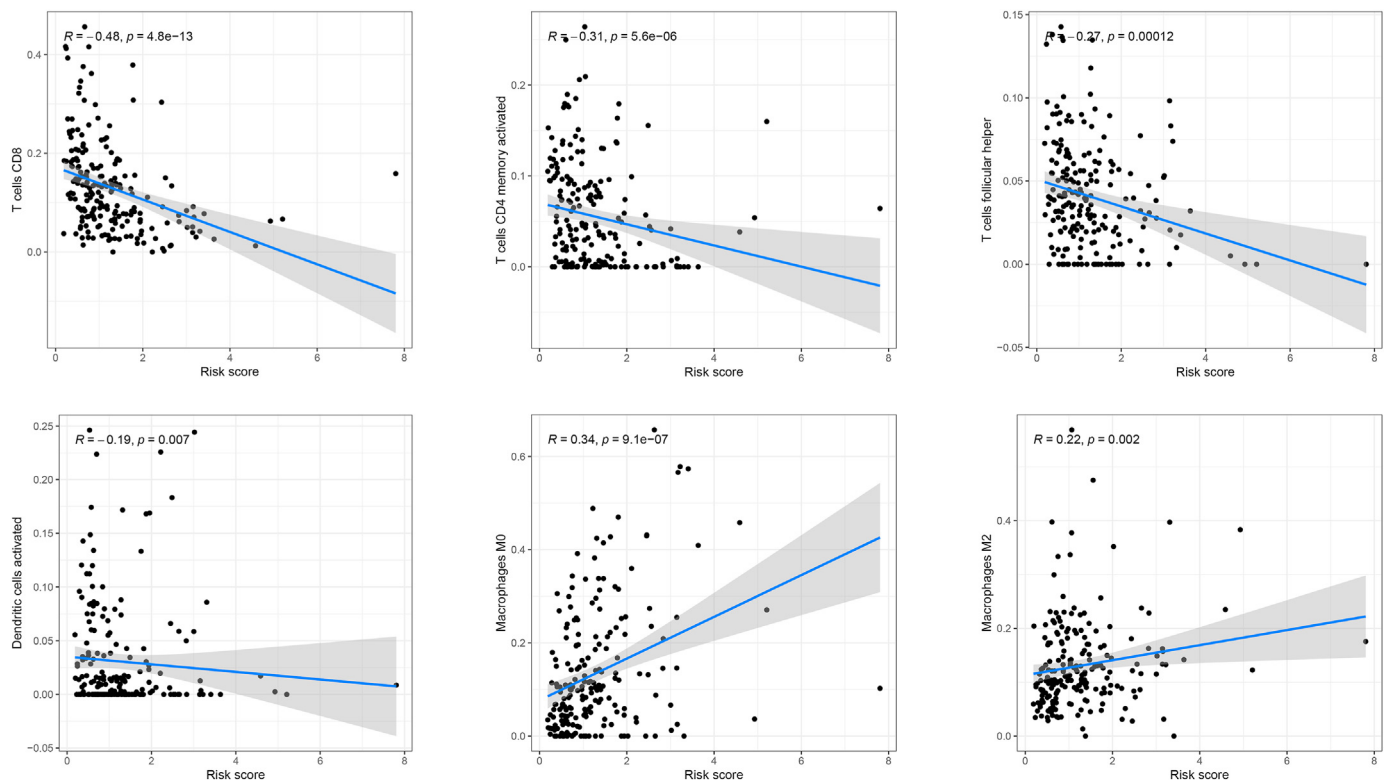 R = −0.48, p = 4.8e−13
T cells CD8
0.4
0.2
0.0
0 2 4 6 8
Risk score
R = −0.31, p = 5.6e−06
T cells CD4 memory activated
0.2
0.1
0.0
0 2 4 6 8
Risk score
R = −0.27, p = 0.00012
T cells follicular helper
0.15
0.10
0.05
0.00
−0.05
0 2 4 6 8
Risk score
R = −0.19, p = 0.007
Dendritic cells activated
0.25
0.20
0.15
0.10
0.05
0.00
−0.05
0 2 4 6 8
Risk score
R = 0.34, p = 9.1e−07
Macrophages M0
0.6
0.4
0.2
0.0
0 2 4 6 8
Risk score
R = 0.22, p = 0.002
Macrophages M2
0.4
0.2
0.0
0 2 4 6 8
Risk score